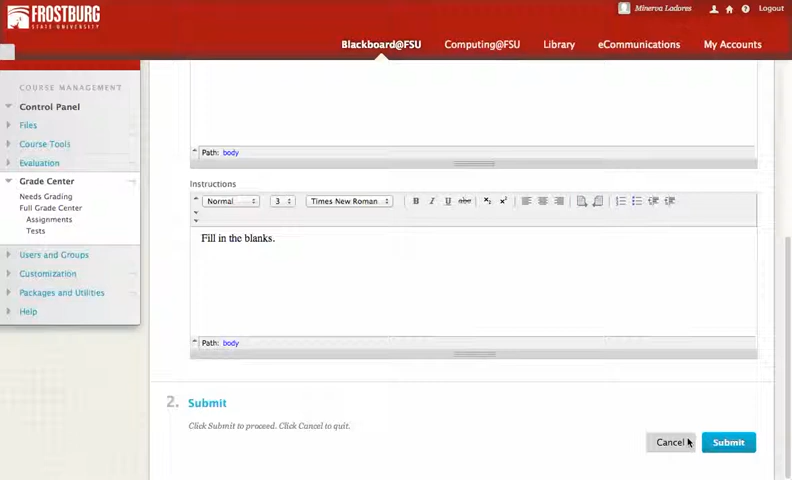 FROSTBURG
STATE UNIVERSITY
Minerva Ladores
Logout
Blackboard@FSU
Computing@FSU
Library
eCommunications
My Accounts
COURSE MANAGEMENT
Control Panel
Files
Course Tools
Evaluation
Grade Center
Needs Grading
Full Grade Center
Assignments
Tests
Users and Groups
Customization
Packages and Utilities
Help
Path: body
Instructions
Normal 3 Times New Roman B I U abc x₂ x²
Fill in the blanks.
Path: body
2. Submit
Click Submit to proceed. Click Cancel to quit.
Cancel Submit